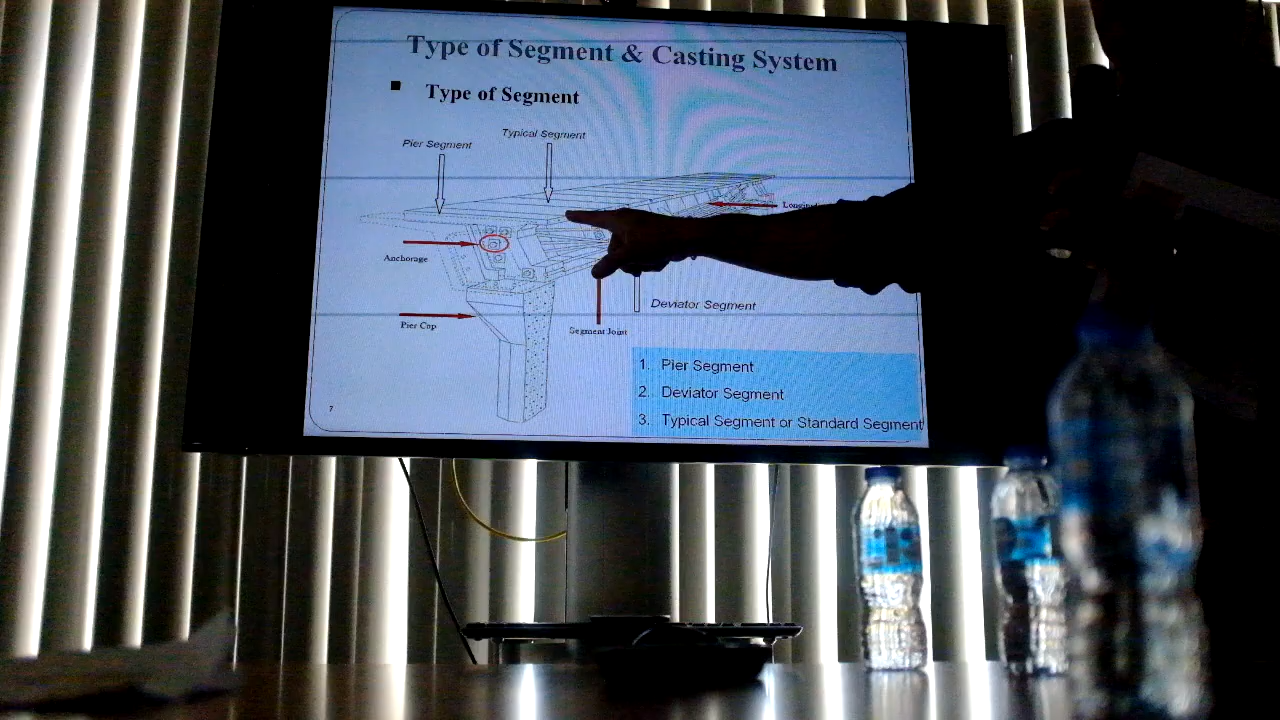 Type of Segment & Casting System
Type of Segment
Typical Segment
Pier Segment
Anchorage
Deviator Segment
Pier Cap
Segment Joint
1. Pier Segment
2. Deviator Segment
3. Typical Segment or Standard Segment
7